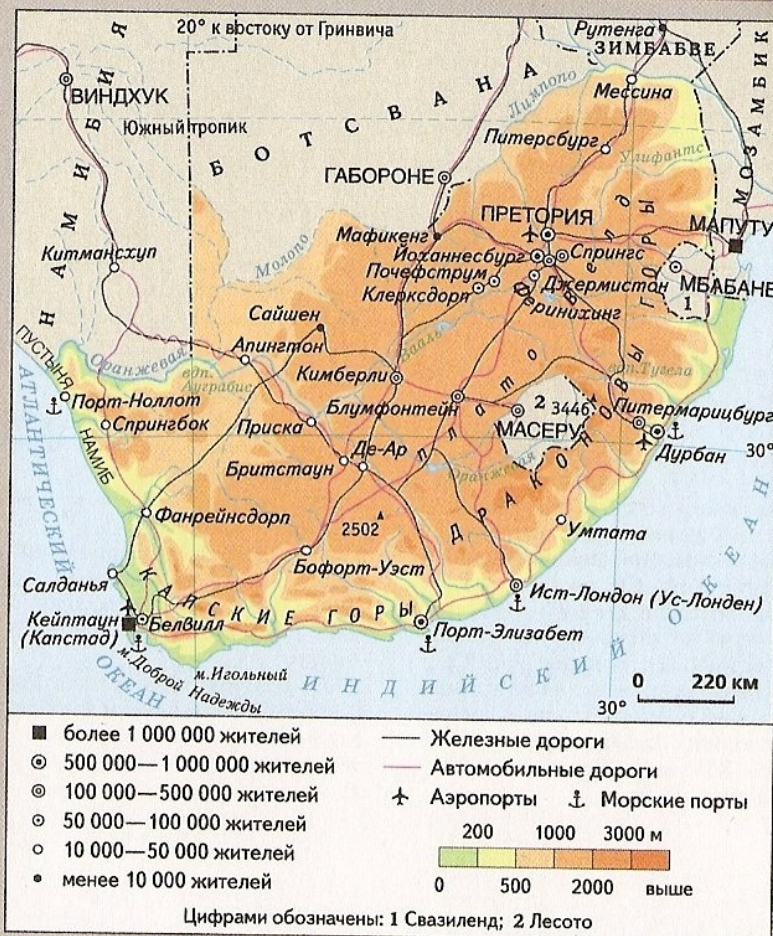 20° к востоку от Гринвича
Рутенга
ЗИМБАБВЕ
МОЗАМБИК
НАМИБИЯ
ВИНДХУК
Мессина
Лимпопо
БОТСВАНА
Южный тропик
Питерсбург
Улифантс
ГАБОРОНЕ
ПРЕТОРИЯ
МАПУТУ
Мафикенг
Йоханнесбург
Спрингс
Китмансхуп
Молопо
Почефструм
Джермистон
МБАБАНЕ
Клерксдорп
Феринихинг
1
Велд
Сайшен
ПУСТЫНЯ
НАМИБ
Оранжевая
Апингтон
Вааль
вдп.
Ауграбис
Кимберли
вдп.Тугела
АТЛАНТИЧЕСКИЙ
ОКЕАН
Порт-Ноллот
Блумфонтейн
2
3446
Питермарицбург
Спрингбок
Приска
МАСЕРУ
Де-Ар
плато
Дурбан
30°
Бритстаун
Оранжевая
ДРАКОНОВЫ ГОРЫ
Фанрейнсдорп
2502
Умтата
Бофорт-Уэст
Салданья
КАПСКИЕ ГОРЫ
Ист-Лондон (Ус-Лонден)
Кейптаун
(Капстад)
Белвилл
Порт-Элизабет
м.Доброй Надежды
м.Игольный
ИНДИЙСКИЙ ОКЕАН
0 220 км
30°
более 1 000 000 жителей
500 000—1 000 000 жителей
100 000—500 000 жителей
50 000—100 000 жителей
10 000—50 000 жителей
менее 10 000 жителей
Железные дороги
Автомобильные дороги
Аэропорты
Морские порты
200 1000 3000 м
0 500 2000 выше
Цифрами обозначены: 1 Свазиленд; 2 Лесото